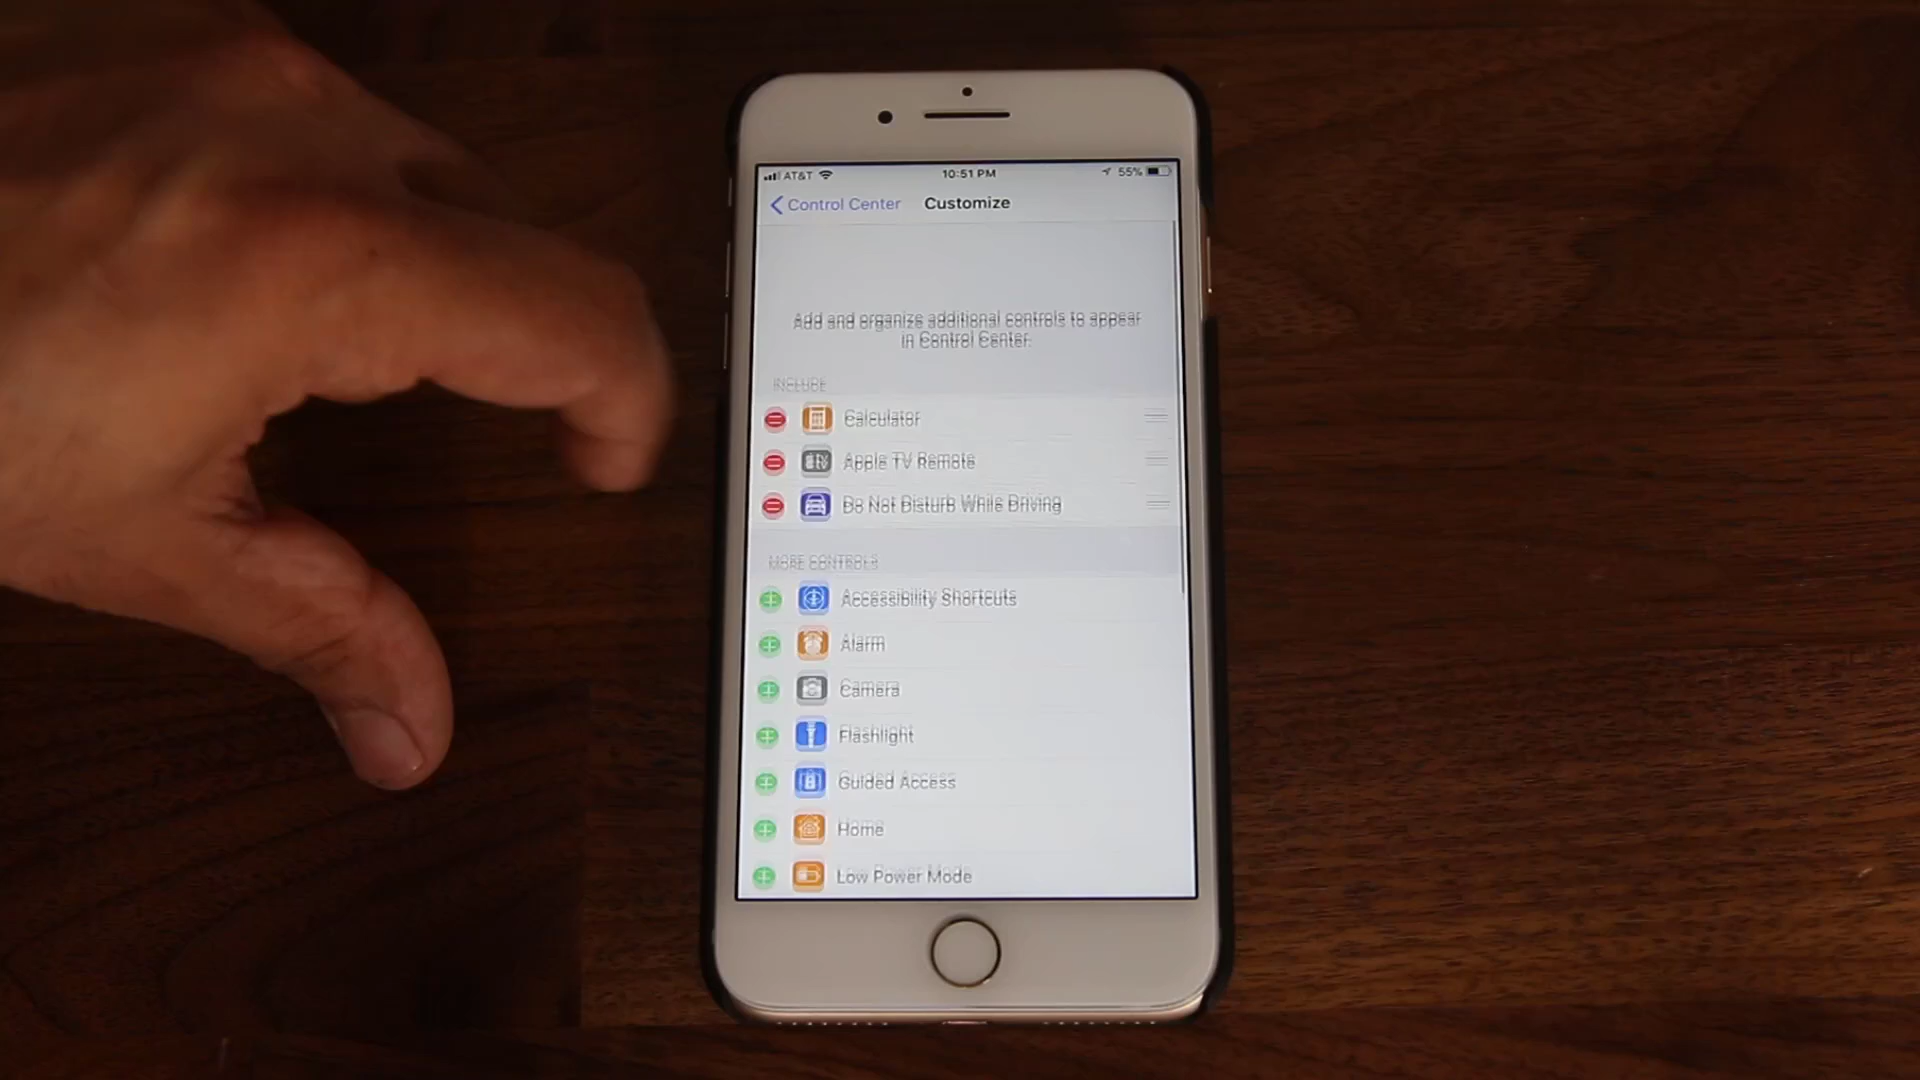 AT&T 10:51 PM 55%
Control Center Customize
Add and organize additional controls to appear
in Control Center.
INCLUDE
Calculator
Apple TV Remote
Do Not Disturb While Driving
MORE CONTROLS
Accessibility Shortcuts
Alarm
Camera
Flashlight
Guided Access
Home
Low Power Mode